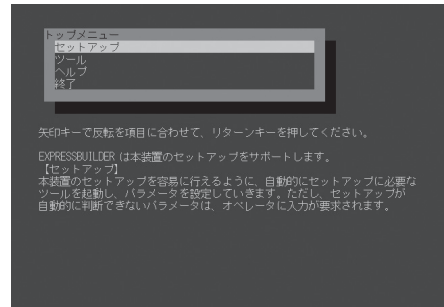 トップメニュー
セットアップ
ツール
ヘルプ
終了
矢印キーで反転を項目に合わせて、リターンキーを押してください。
EXPRESSBUILDER は本装置のセットアップをサポートします。
【セットアップ】
本装置のセットアップを容易に行えるように、自動的にセットアップに必要な
ツールを起動し、パラメータを設定していきます。ただし、セットアップが
自動的に判断できないパラメータは、オペレータに入力が要求されます。